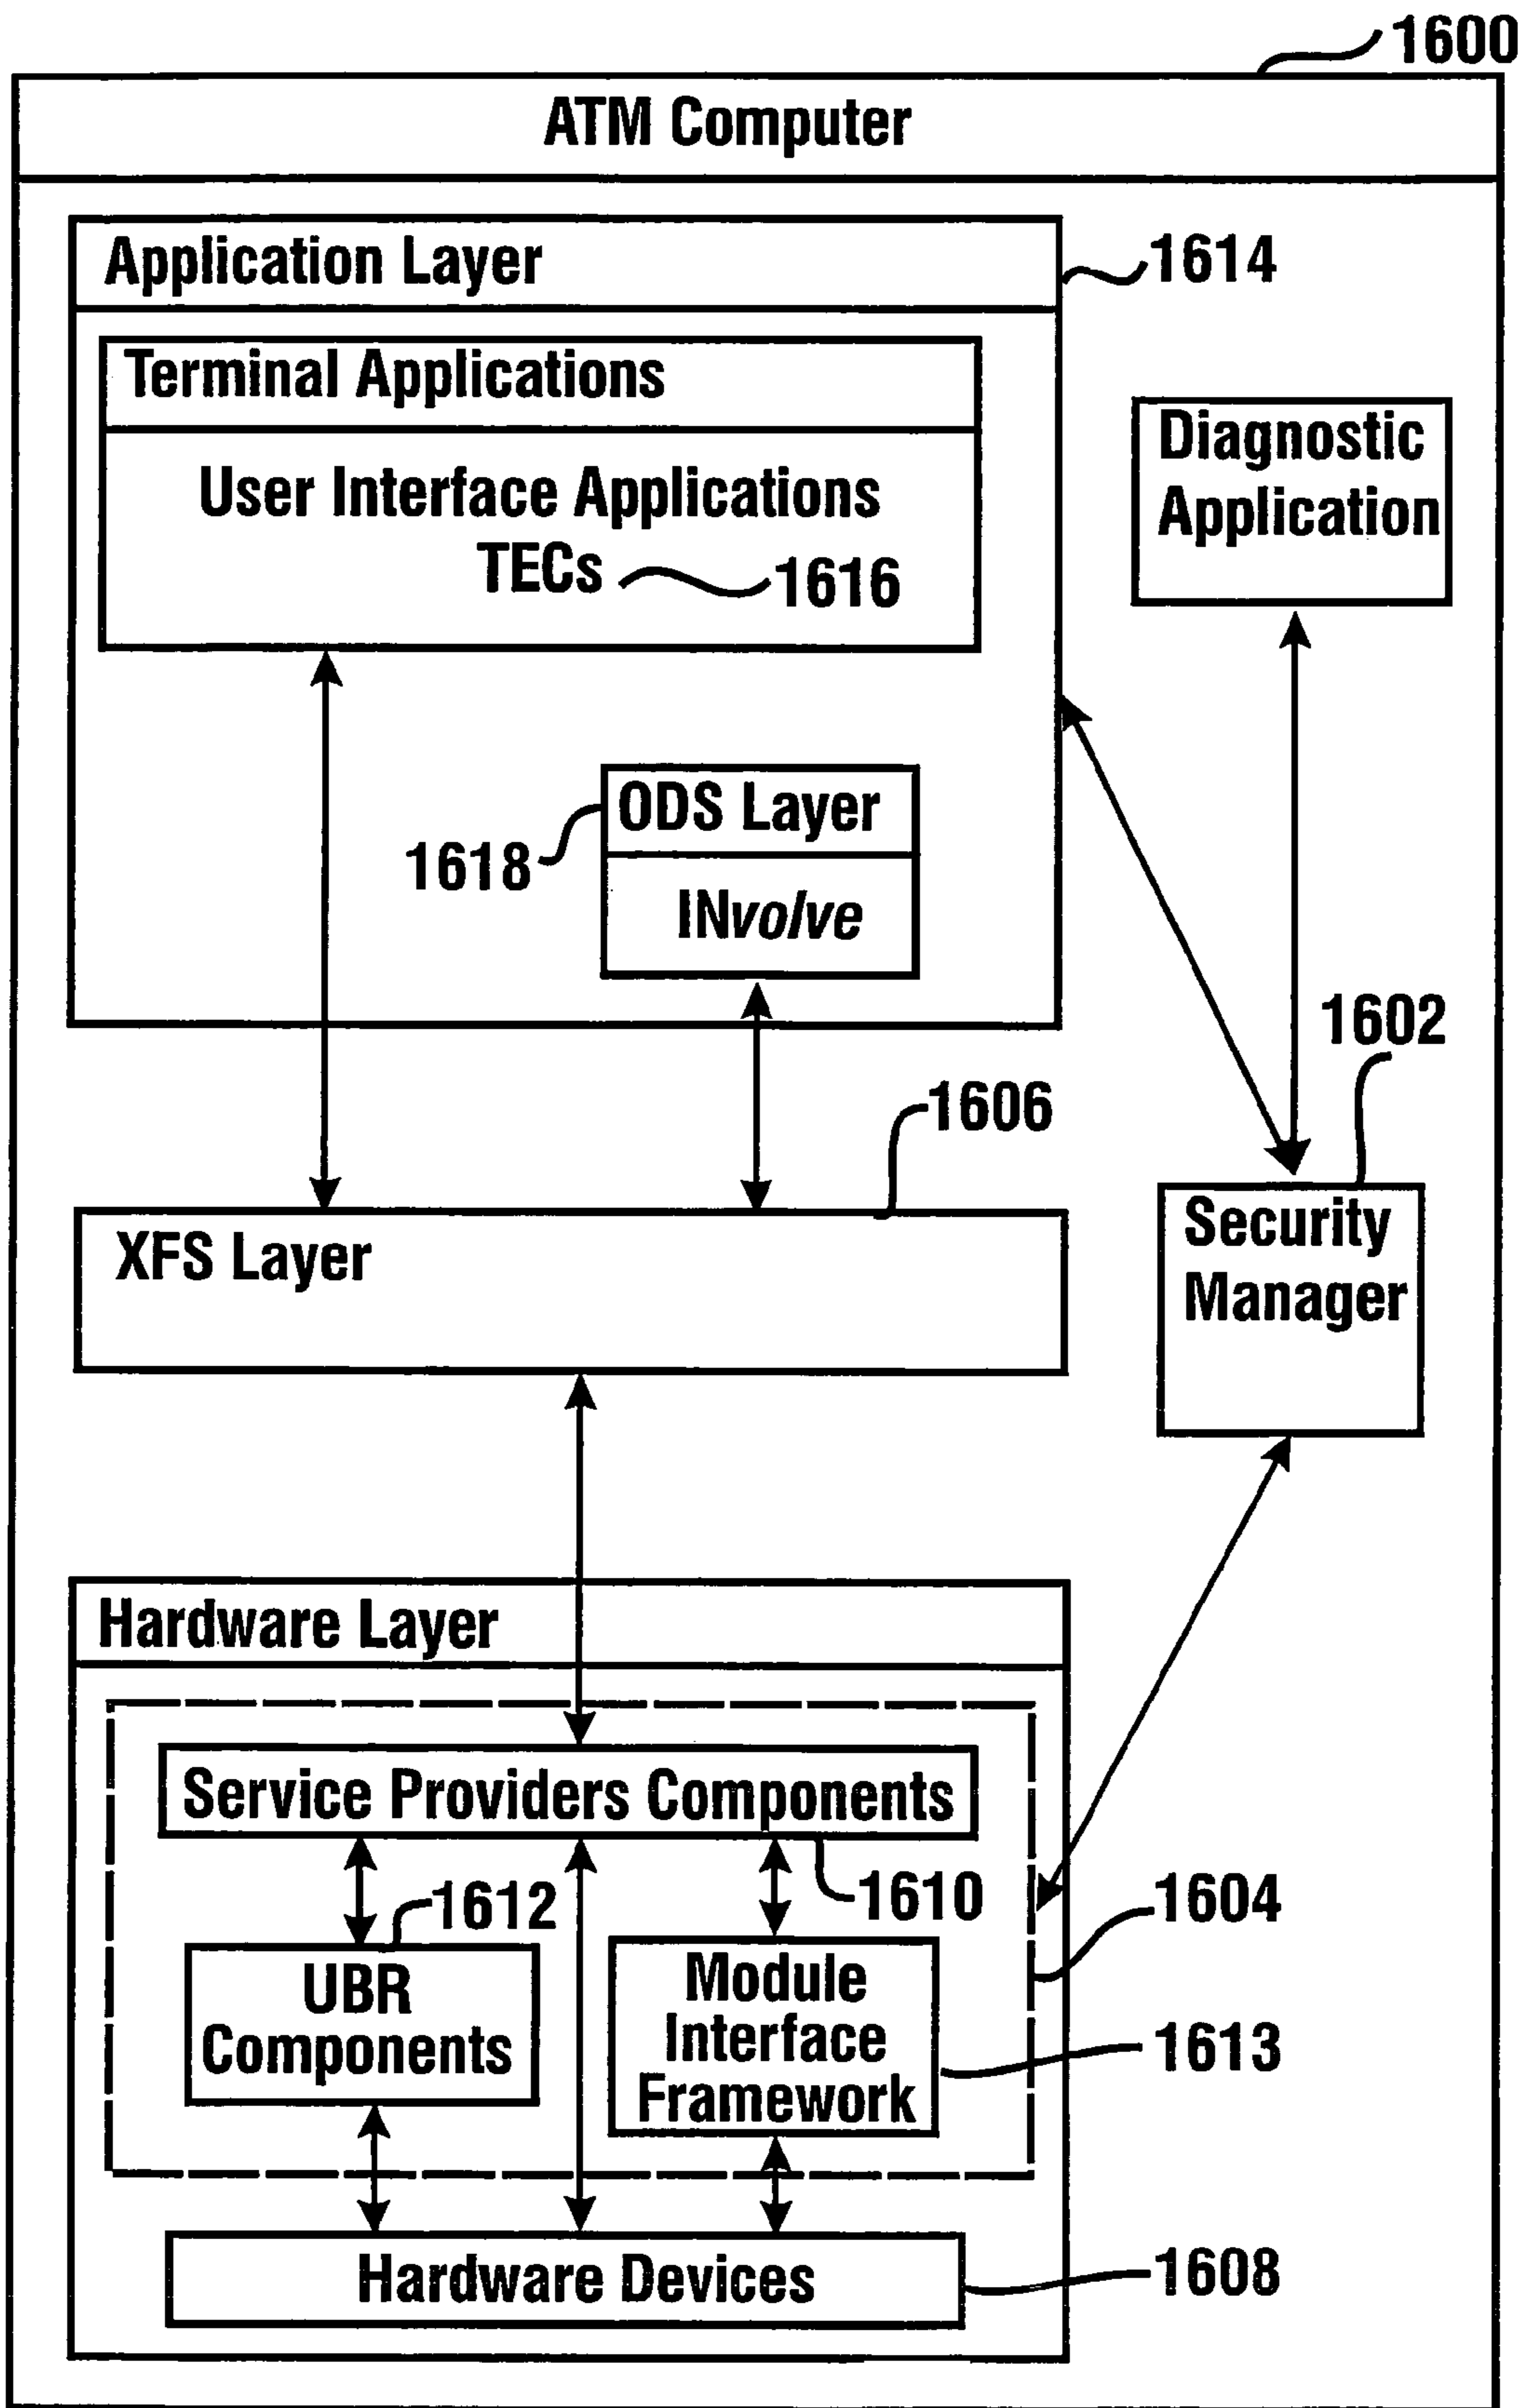 1600
ATM Computer
Application Layer
1614
Terminal Applications
User Interface Applications
TECs
1616
Diagnostic
Application
ODS Layer
1618
INvolve
1602
1606
XFS Layer
Security
Manager
Hardware Layer
Service Providers Components
1610
1604
1612
UBR
Components
Module
Interface
Framework
1613
Hardware Devices
1608